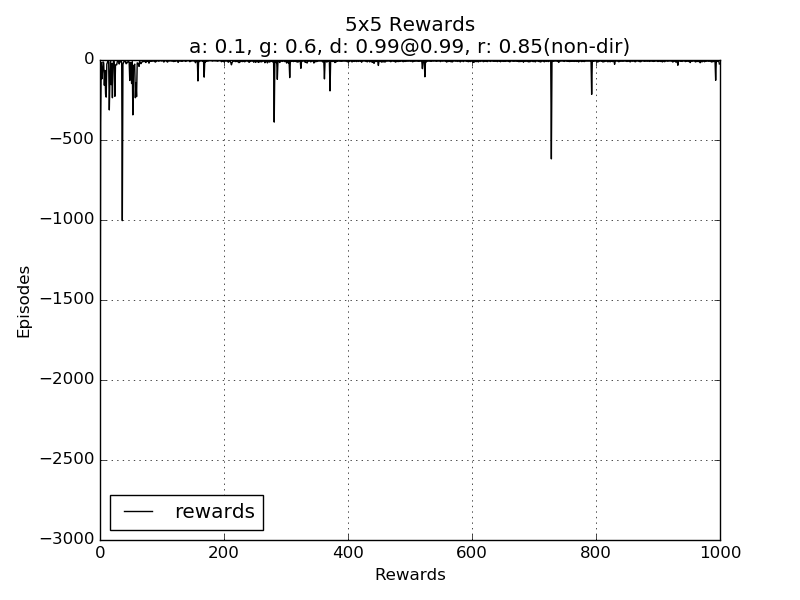 5x5 Rewards
a: 0.1, g: 0.6, d: 0.99@0.99, r: 0.85(non-dir)
0
−500
−1000
−1500
−2000
−2500
−3000
Episodes
rewards
0 200 400 600 800 1000
Rewards